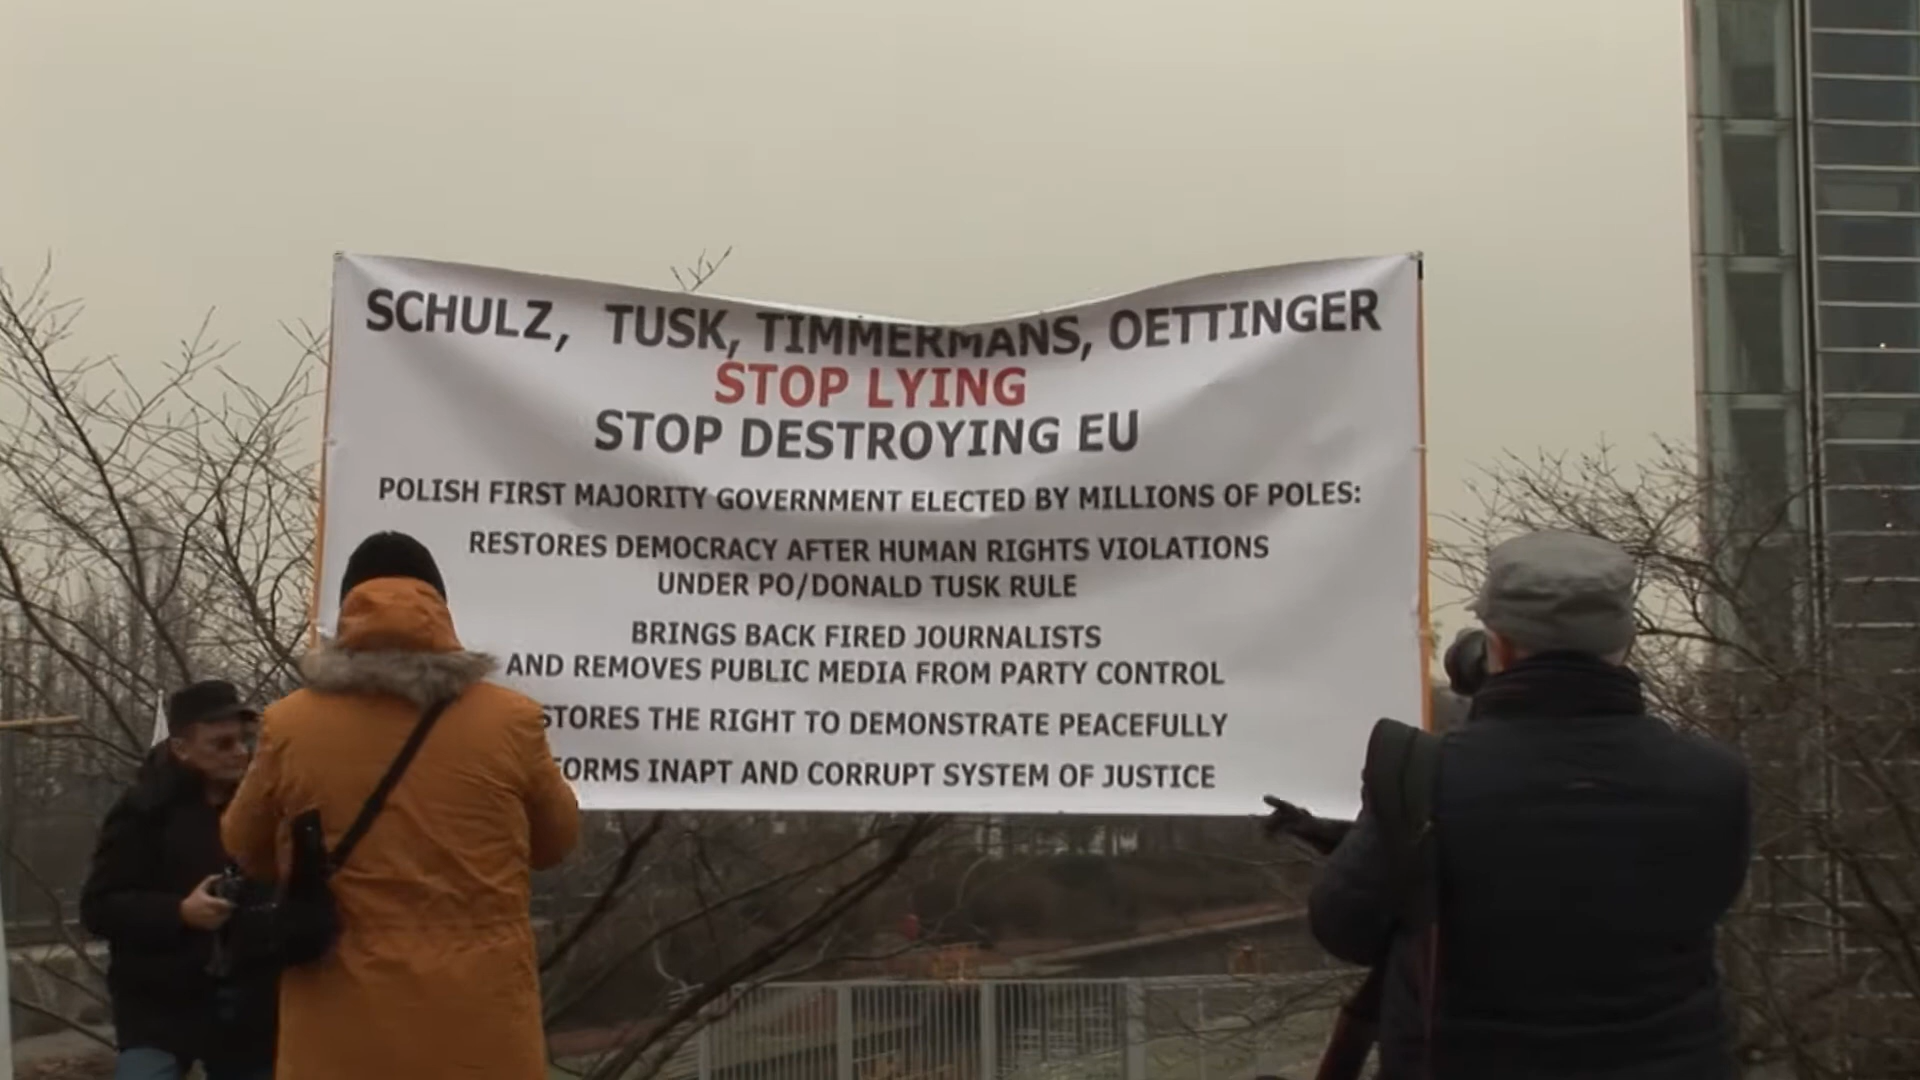 SCHULZ, TUSK, TIMMERMANS, OETTINGER
STOP LYING
STOP DESTROYING EU
POLISH FIRST MAJORITY GOVERNMENT ELECTED BY MILLIONS OF POLES:
RESTORES DEMOCRACY AFTER HUMAN RIGHTS VIOLATIONS
UNDER PO/DONALD TUSK RULE
BRINGS BACK FIRED JOURNALISTS
AND REMOVES PUBLIC MEDIA FROM PARTY CONTROL
STORES THE RIGHT TO DEMONSTRATE PEACEFULLY
FORMS INAPT AND CORRUPT SYSTEM OF JUSTICE